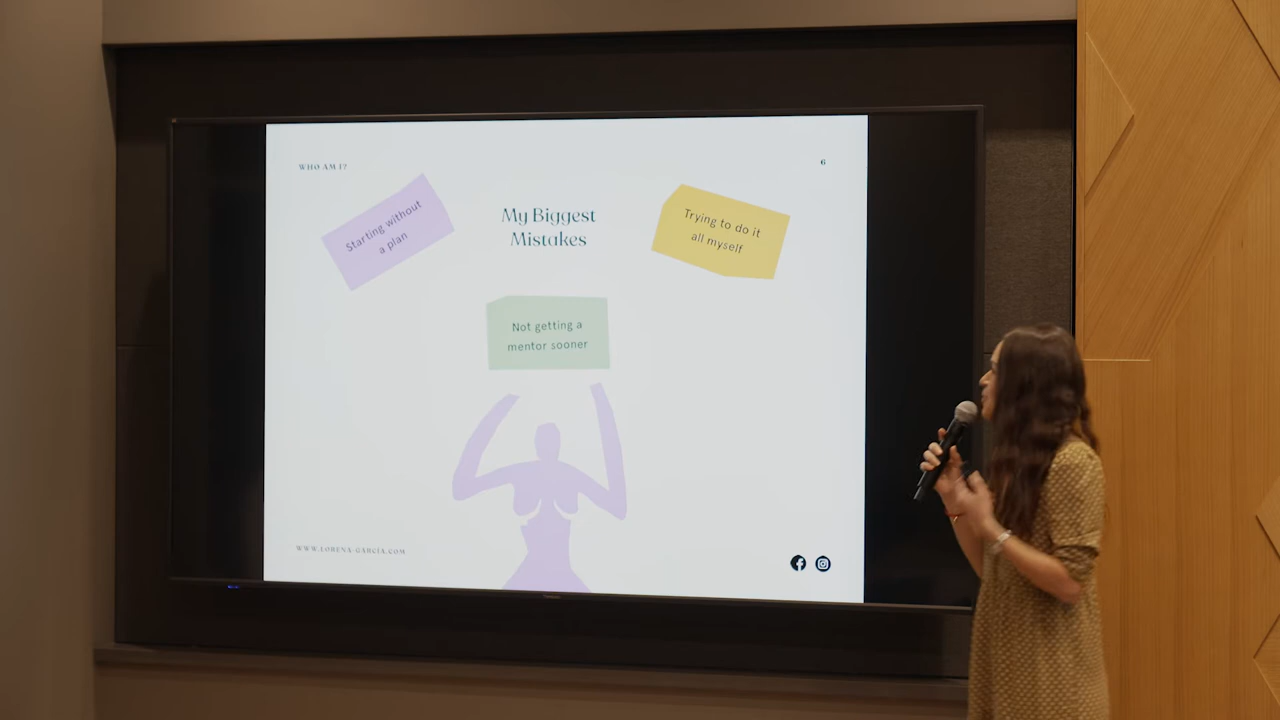 WHO AM I?
6
My Biggest
Mistakes
Starting without
a plan
Trying to do it
all myself
Not getting a
mentor sooner
WWW.LORENA-GARCIA.COM